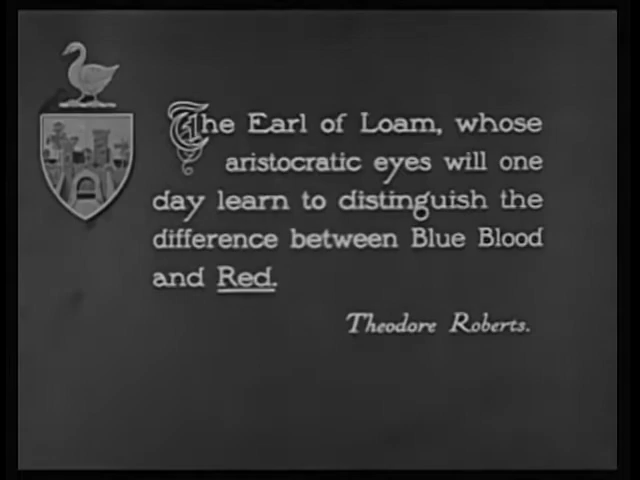 The Earl of Loam, whose
aristocratic eyes will one
day learn to distinguish the
difference between Blue Blood
and Red.
Theodore Roberts.